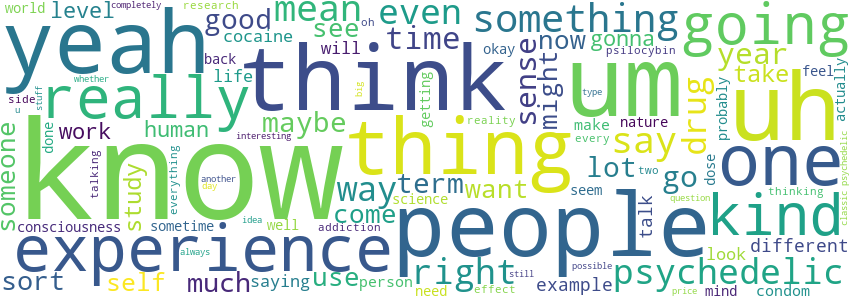 world completely research
level mean even something going
yeah good see time now gonna year
cocaine will okay psilocybin take
back oh sense might drug
side life think um uh feel
stuff whether really big getting type probably actually
u done work human maybe reality make nature
interesting every say
someone talking know thing one
study everything another day way term want lot two go dose classic psychedelic
science seem thinking
consciousness sometime idea come people talk kind
experience always well addiction question
self saying use right still look different
sort much person need effect possible example psychedelic
price mind condom